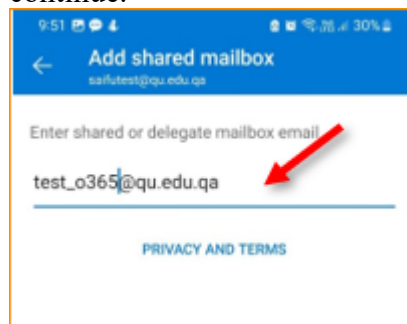 continue.
9:51 30%
Add shared mailbox
saifutest@qu.edu.qa
Enter shared or delegate mailbox email
test_o365@qu.edu.qa
PRIVACY AND TERMS